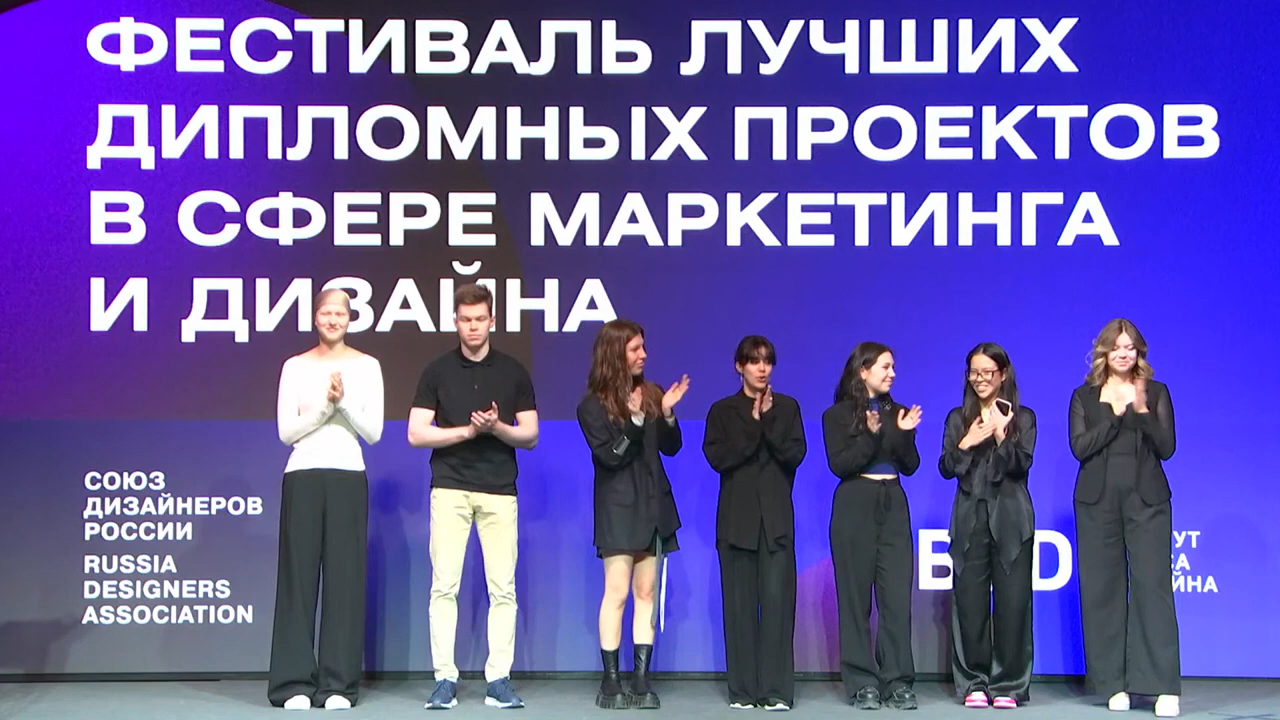 ФЕСТИВАЛЬ ЛУЧШИХ
ДИПЛОМНЫХ ПРОЕКТОВ
В СФЕРЕ МАРКЕТИНГА
И ДИЗАЙНА
СОЮЗ
ДИЗАЙНЕРОВ
РОССИИ
RUSSIA
DESIGNERS
ASSOCIATION